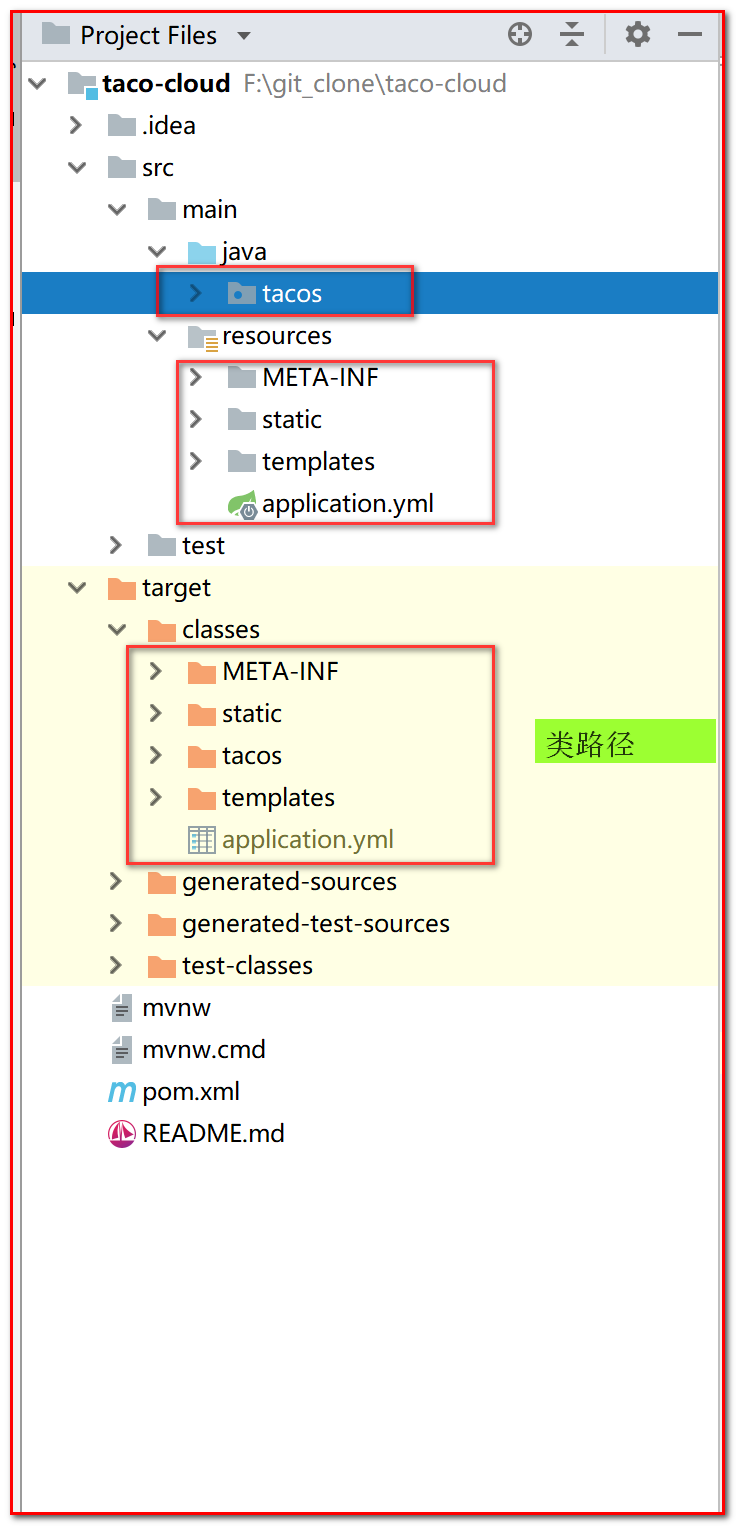 Project Files
taco-cloud F:\git_clone\taco-cloud
.idea
src
main
java
tacos
resources
META-INF
static
templates
application.yml
test
target
classes
META-INF
static
类路径
tacos
templates
application.yml
generated-sources
generated-test-sources
test-classes
mvnw
mvnw.cmd
pom.xml
README.md